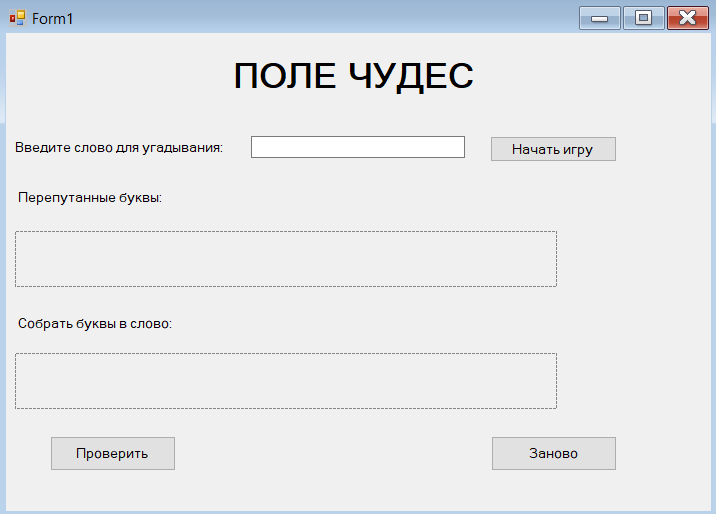 Form1
ПОЛЕ ЧУДЕС
Введите слово для угадывания:
Начать игру
Перепутанные буквы:
Собрать буквы в слово:
Проверить
Заново